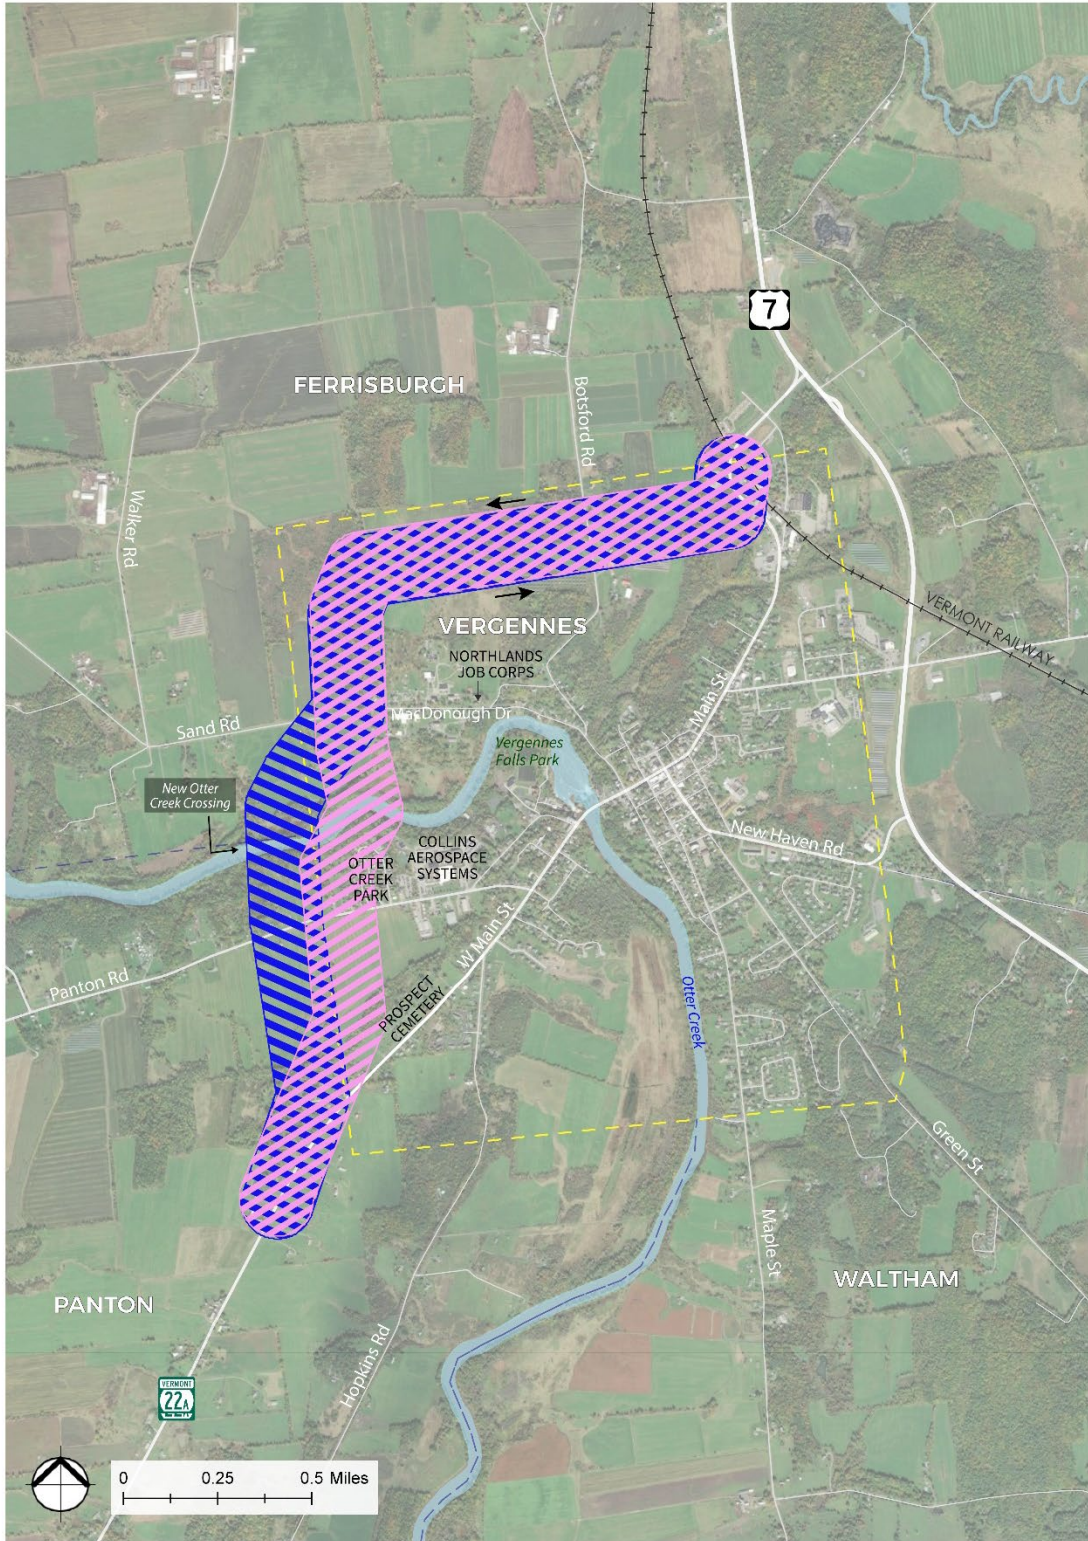 7
FERRISBURGH
Botsford Rd
Walker Rd
VERGENNES
NORTHLANDS
JOB CORPS
VERMONT RAILWAY
Main St
MacDonough Dr
Sand Rd
Vergennes
Falls Park
New Otter
Creek Crossing
COLLINS
AEROSPACE
SYSTEMS
OTTER
CREEK
PARK
New Haven Rd
W Main St
Panton Rd
PROSPECT
CEMETERY
Otter Creek
Green St
Maple St
WALTHAM
PANTON
Hopkins Rd
VERMONT
22A
0 0.25 0.5 Miles